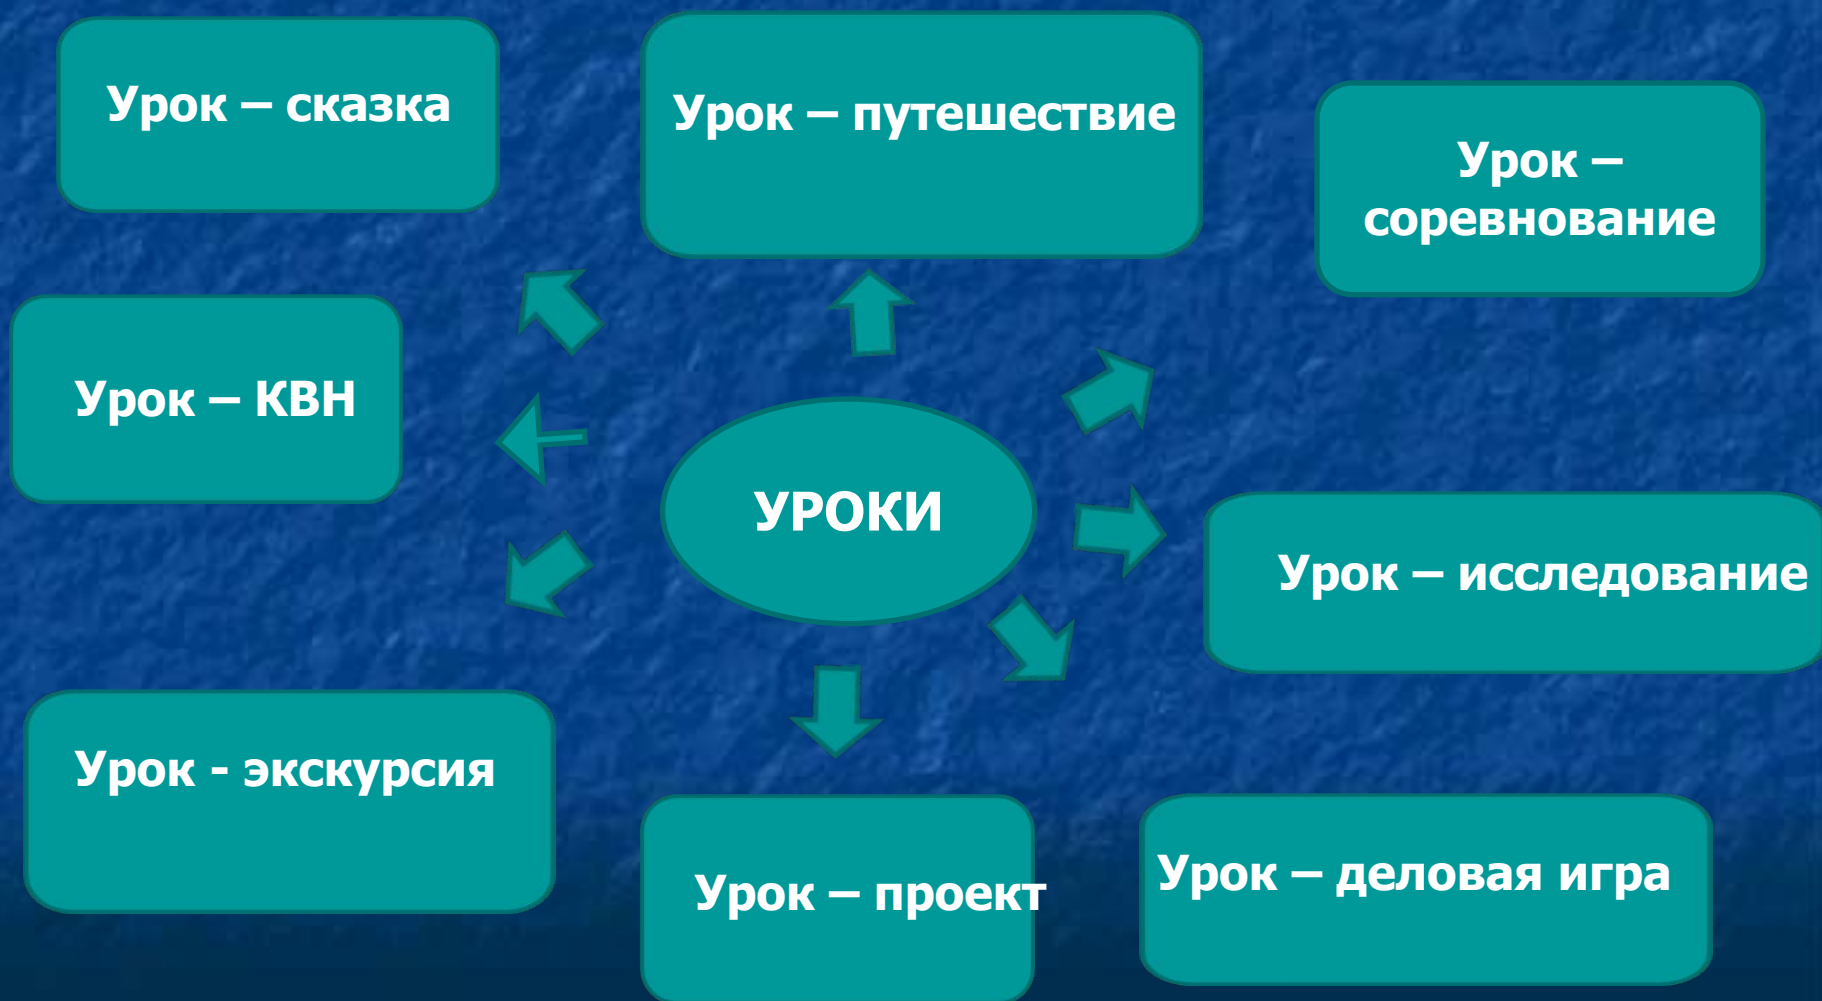 Урок – сказка
Урок – путешествие
Урок –
соревнование
Урок – КВН
УРОКИ
Урок – исследование
Урок - экскурсия
Урок – проект
Урок – деловая игра